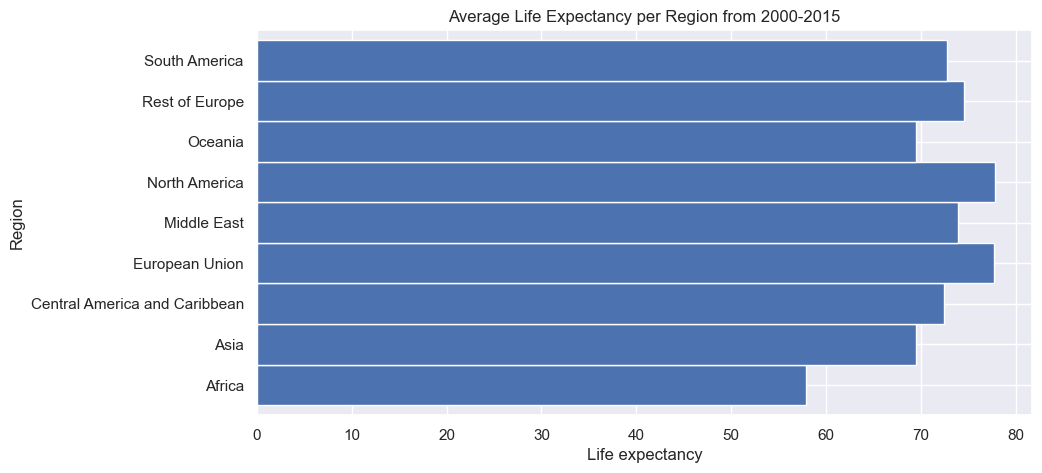 Average Life Expectancy per Region from 2000-2015
South America
Rest of Europe
Oceania
North America
Middle East
European Union
Central America and Caribbean
Asia
Africa
Region
0 10 20 30 40 50 60 70 80
Life expectancy